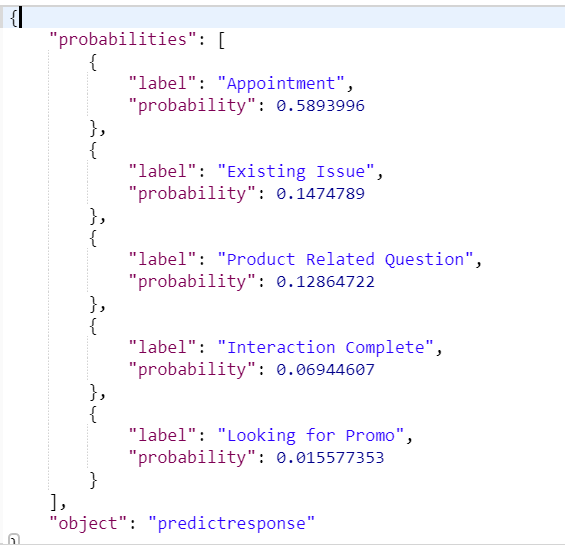 {
    "probabilities": [
        {
            "label": "Appointment",
            "probability": 0.5893996
        },
        {
            "label": "Existing Issue",
            "probability": 0.1474789
        },
        {
            "label": "Product Related Question",
            "probability": 0.12864722
        },
        {
            "label": "Interaction Complete",
            "probability": 0.06944607
        },
        {
            "label": "Looking for Promo",
            "probability": 0.015577353
        }
    ],
    "object": "predictresponse"
}